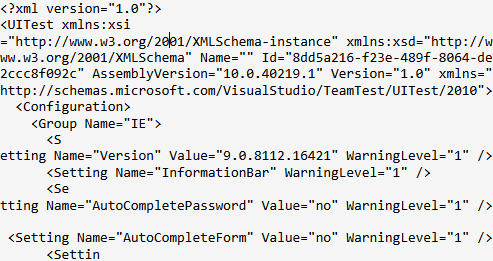 <?xml version="1.0"?>
<UITest xmlns:xsi
="http://www.w3.org/2001/XMLSchema-instance" xmlns:xsd="http://w
ww.w3.org/2001/XMLSchema" Name="" Id="8dd5a216-f23e-489f-8064-de
2ccc8f092c" AssemblyVersion="10.0.40219.1" Version="1.0" xmlns="
http://schemas.microsoft.com/VisualStudio/TeamTest/UITest/2010">
  <Configuration>
    <Group Name="IE">
      <S
etting Name="Version" Value="9.0.8112.16421" WarningLevel="1" />
      <Setting Name="InformationBar" WarningLevel="1" />
      <Se
tting Name="AutoCompletePassword" Value="no" WarningLevel="1" />
 <Setting Name="AutoCompleteForm" Value="no" WarningLevel="1" />
      <Settin